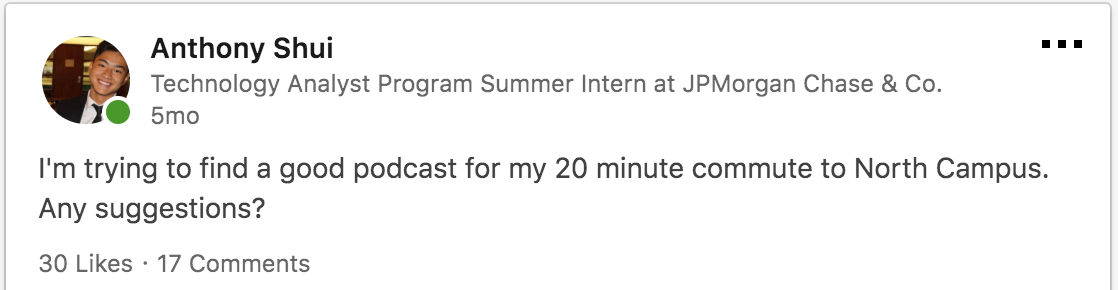 Anthony Shui
Technology Analyst Program Summer Intern at JPMorgan Chase & Co.
5mo
I'm trying to find a good podcast for my 20 minute commute to North Campus.
Any suggestions?
30 Likes · 17 Comments